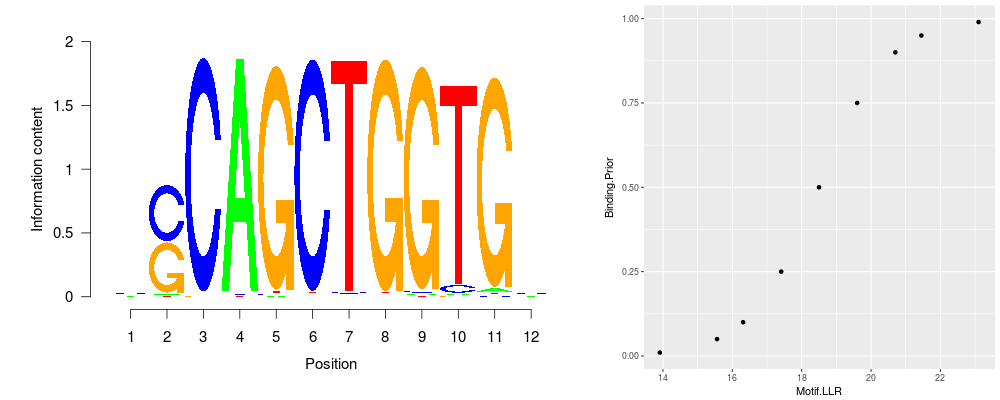 2
1.5
1
0.5
0
Information content
C
G
C
A
G
C
T
G
G
T
G
1 2 3 4 5 6 7 8 9 10 11 12
Position
1.00
0.75
0.50
0.25
0.00
Binding.Prior
14 16 18 20 22
Motif.LLR